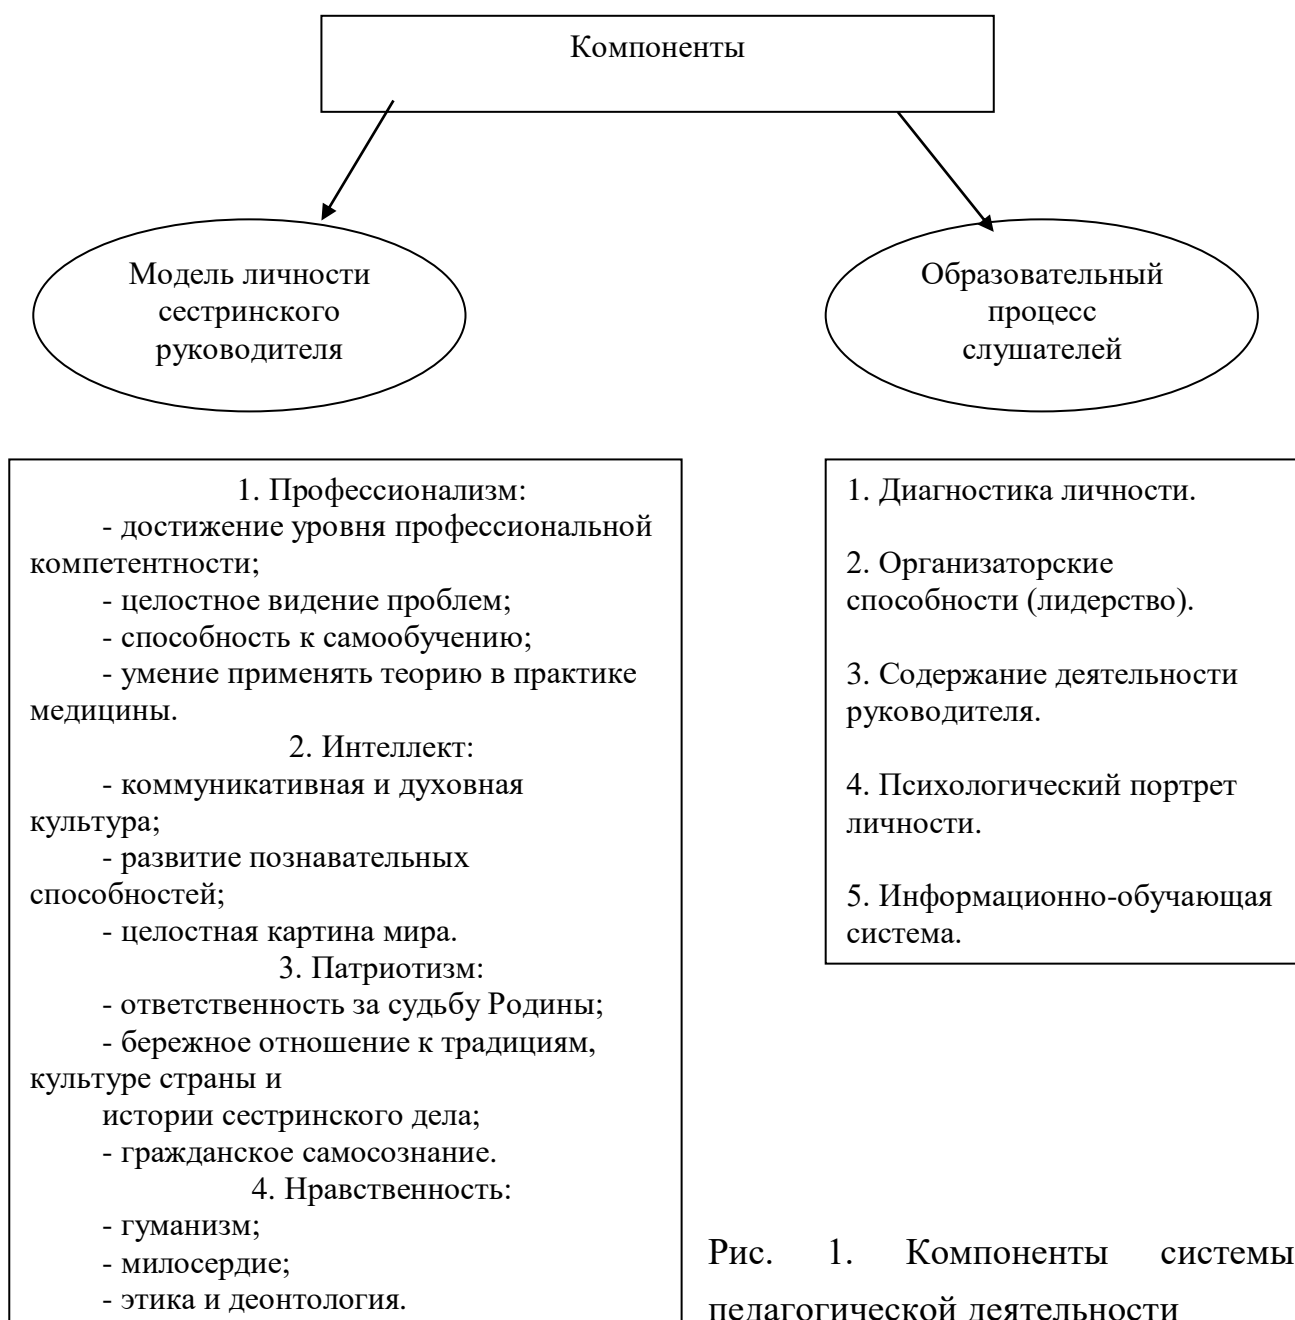 Компоненты
Модель личности
сестринского
руководителя
Образовательный
процесс
слушателей
1. Профессионализм:
- достижение уровня профессиональной
компетентности;
- целостное видение проблем;
- способность к самообучению;
- умение применять теорию в практике
медицины.
2. Интеллект:
- коммуникативная и духовная
культура;
- развитие познавательных
способностей;
- целостная картина мира.
3. Патриотизм:
- ответственность за судьбу Родины;
- бережное отношение к традициям,
культуре страны и
истории сестринского дела;
- гражданское самосознание.
4. Нравственность:
- гуманизм;
- милосердие;
- этика и деонтология.
1. Диагностика личности.
2. Организаторские
способности (лидерство).
3. Содержание деятельности
руководителя.
4. Психологический портрет
личности.
5. Информационно-обучающая
система.
Рис. 1. Компоненты системы
педагогической деятельности